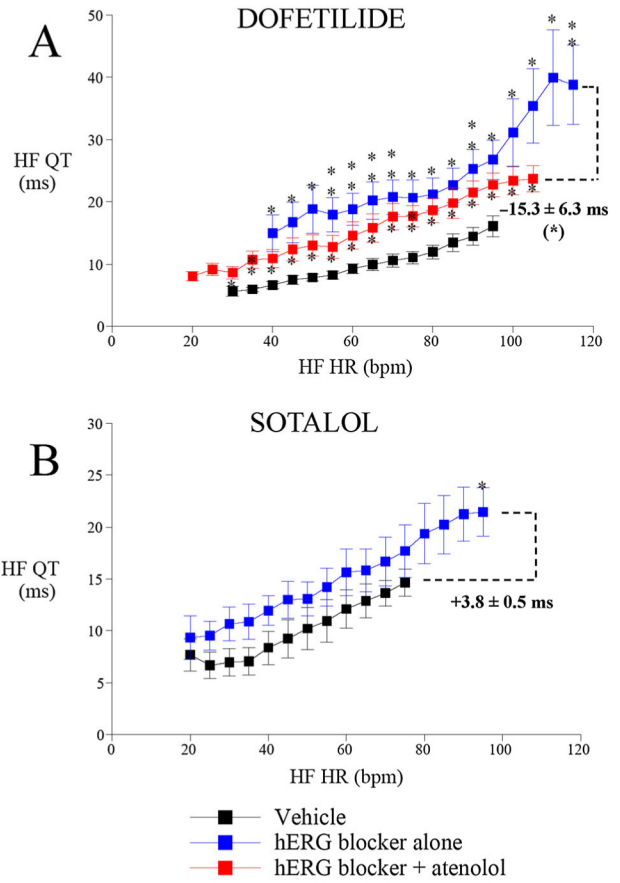 DOFETILIDE
A
50
40
30
20
10
0
HF QT
(ms)
* * * * * * * * * * * * * * * * * * * * * *
* * * * * * * * * * * * * * *
−15.3 ± 6.3 ms
(*)
0 20 40 60 80 100 120
HF HR (bpm)
SOTALOL
B
30
25
20
15
10
5
0
HF QT
(ms)
*
+3.8 ± 0.5 ms
0 20 40 60 80 100 120
HF HR (bpm)
Vehicle
hERG blocker alone
hERG blocker + atenolol